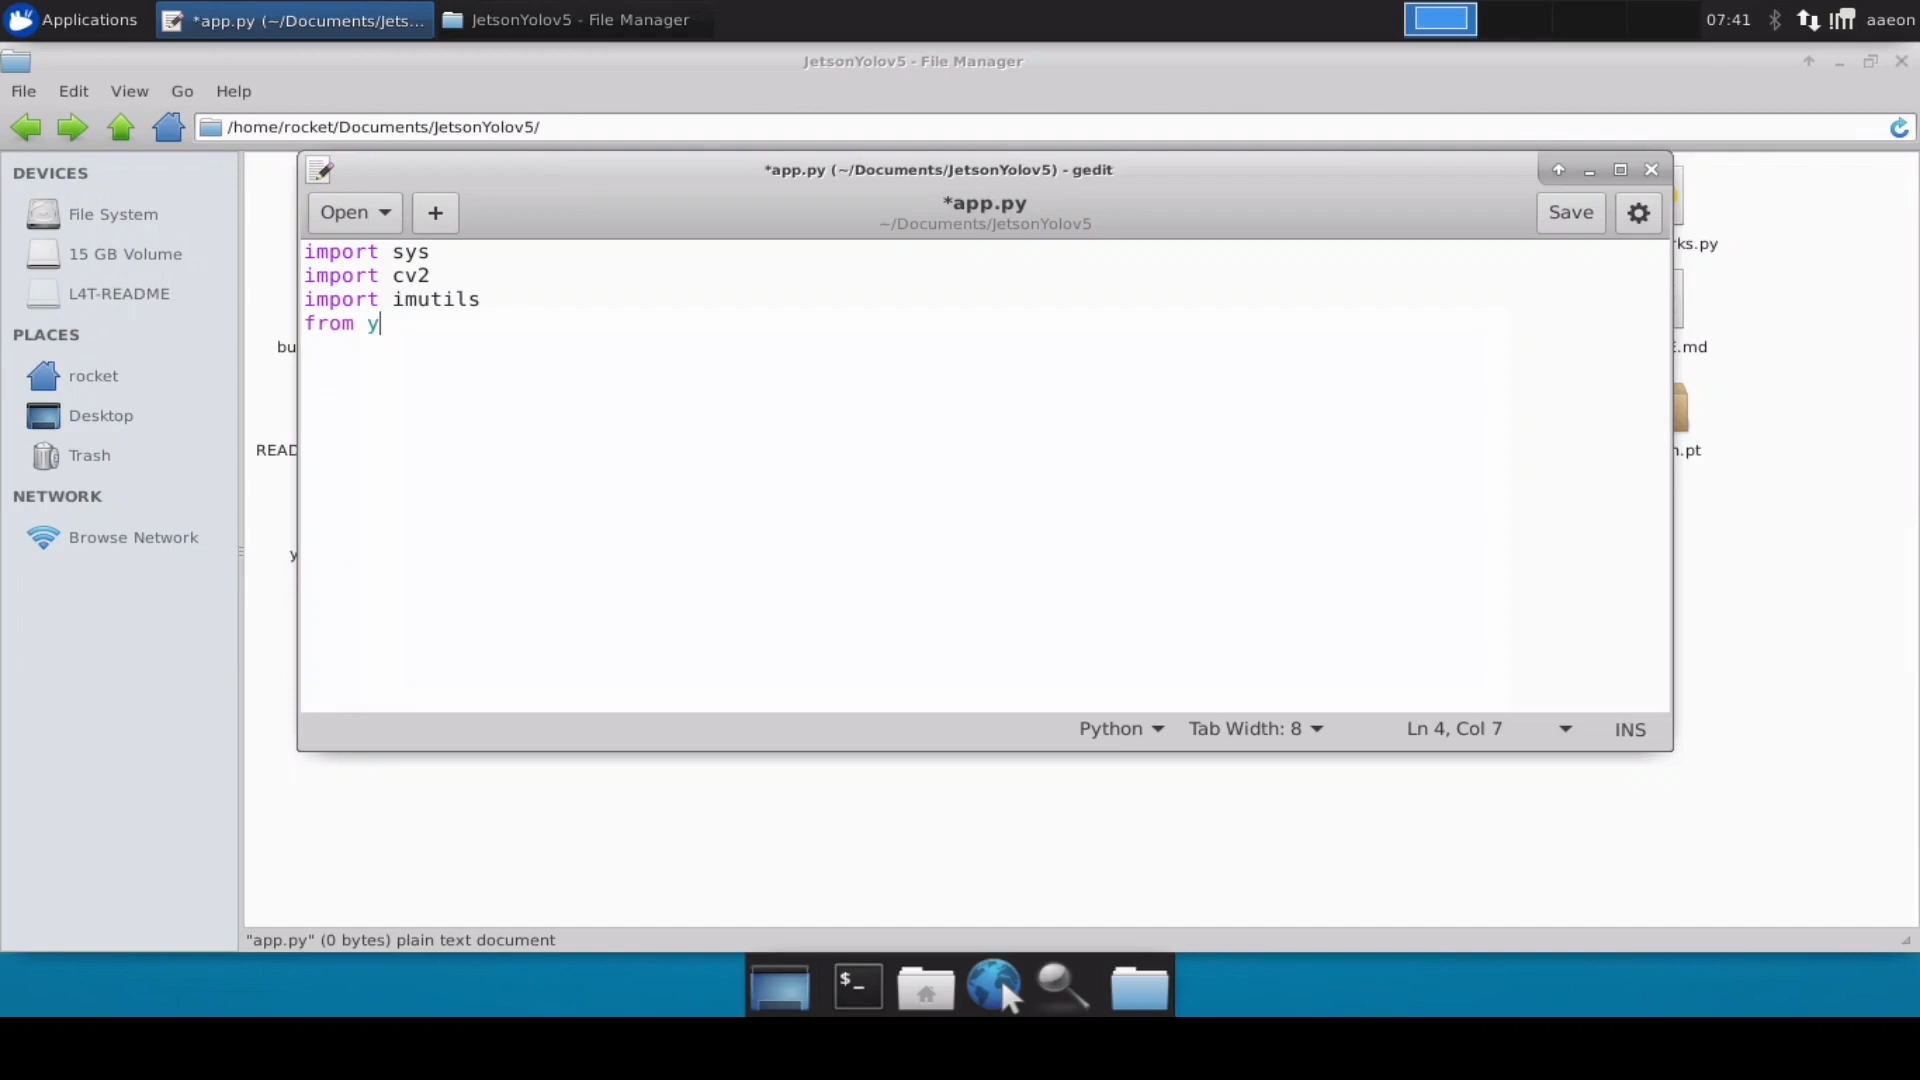 Applications
*app.py (~/Documents/Jets...
JetsonYolov5 - File Manager
07:41
aaeon
JetsonYolov5 - File Manager
File Edit View Go Help
/home/rocket/Documents/JetsonYolov5/
DEVICES
File System
15 GB Volume
L4T-README
PLACES
rocket
Desktop
Trash
NETWORK
Browse Network
*app.py (~/Documents/JetsonYolov5) - gedit
Open
+
*app.py
~/Documents/JetsonYolov5
Save
import sys
import cv2
import imutils
from y
Python
Tab Width: 8
Ln 4, Col 7
INS
bu
READ
y
rks.py
.md
.pt
"app.py" (0 bytes) plain text document
$_